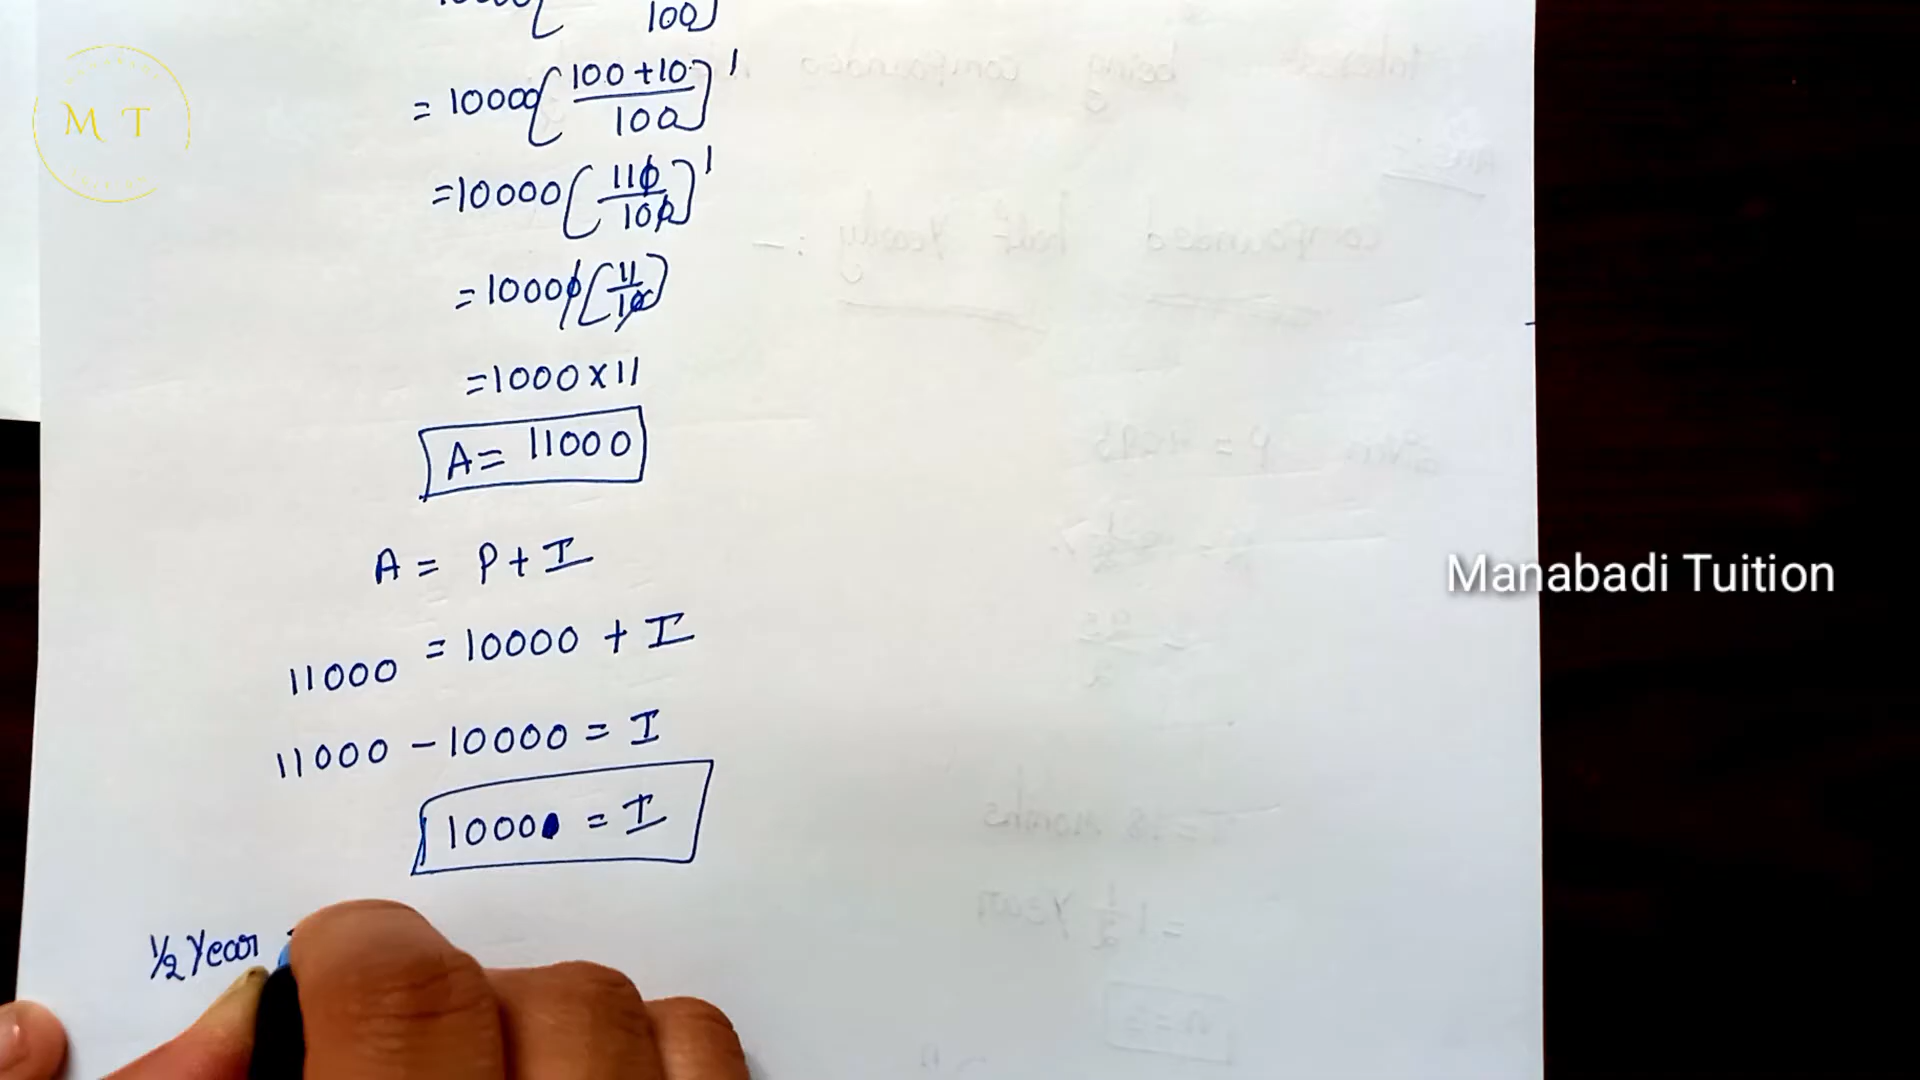 M T
100
= 10000(100+10/100)¹
=10000(110/100)¹
=10000(11/10)
=1000×11
A= 11000
A = P+I
11000 = 10000 + I
11000 - 10000 = I
1000 = I
1/2 Year
Manabadi Tuition